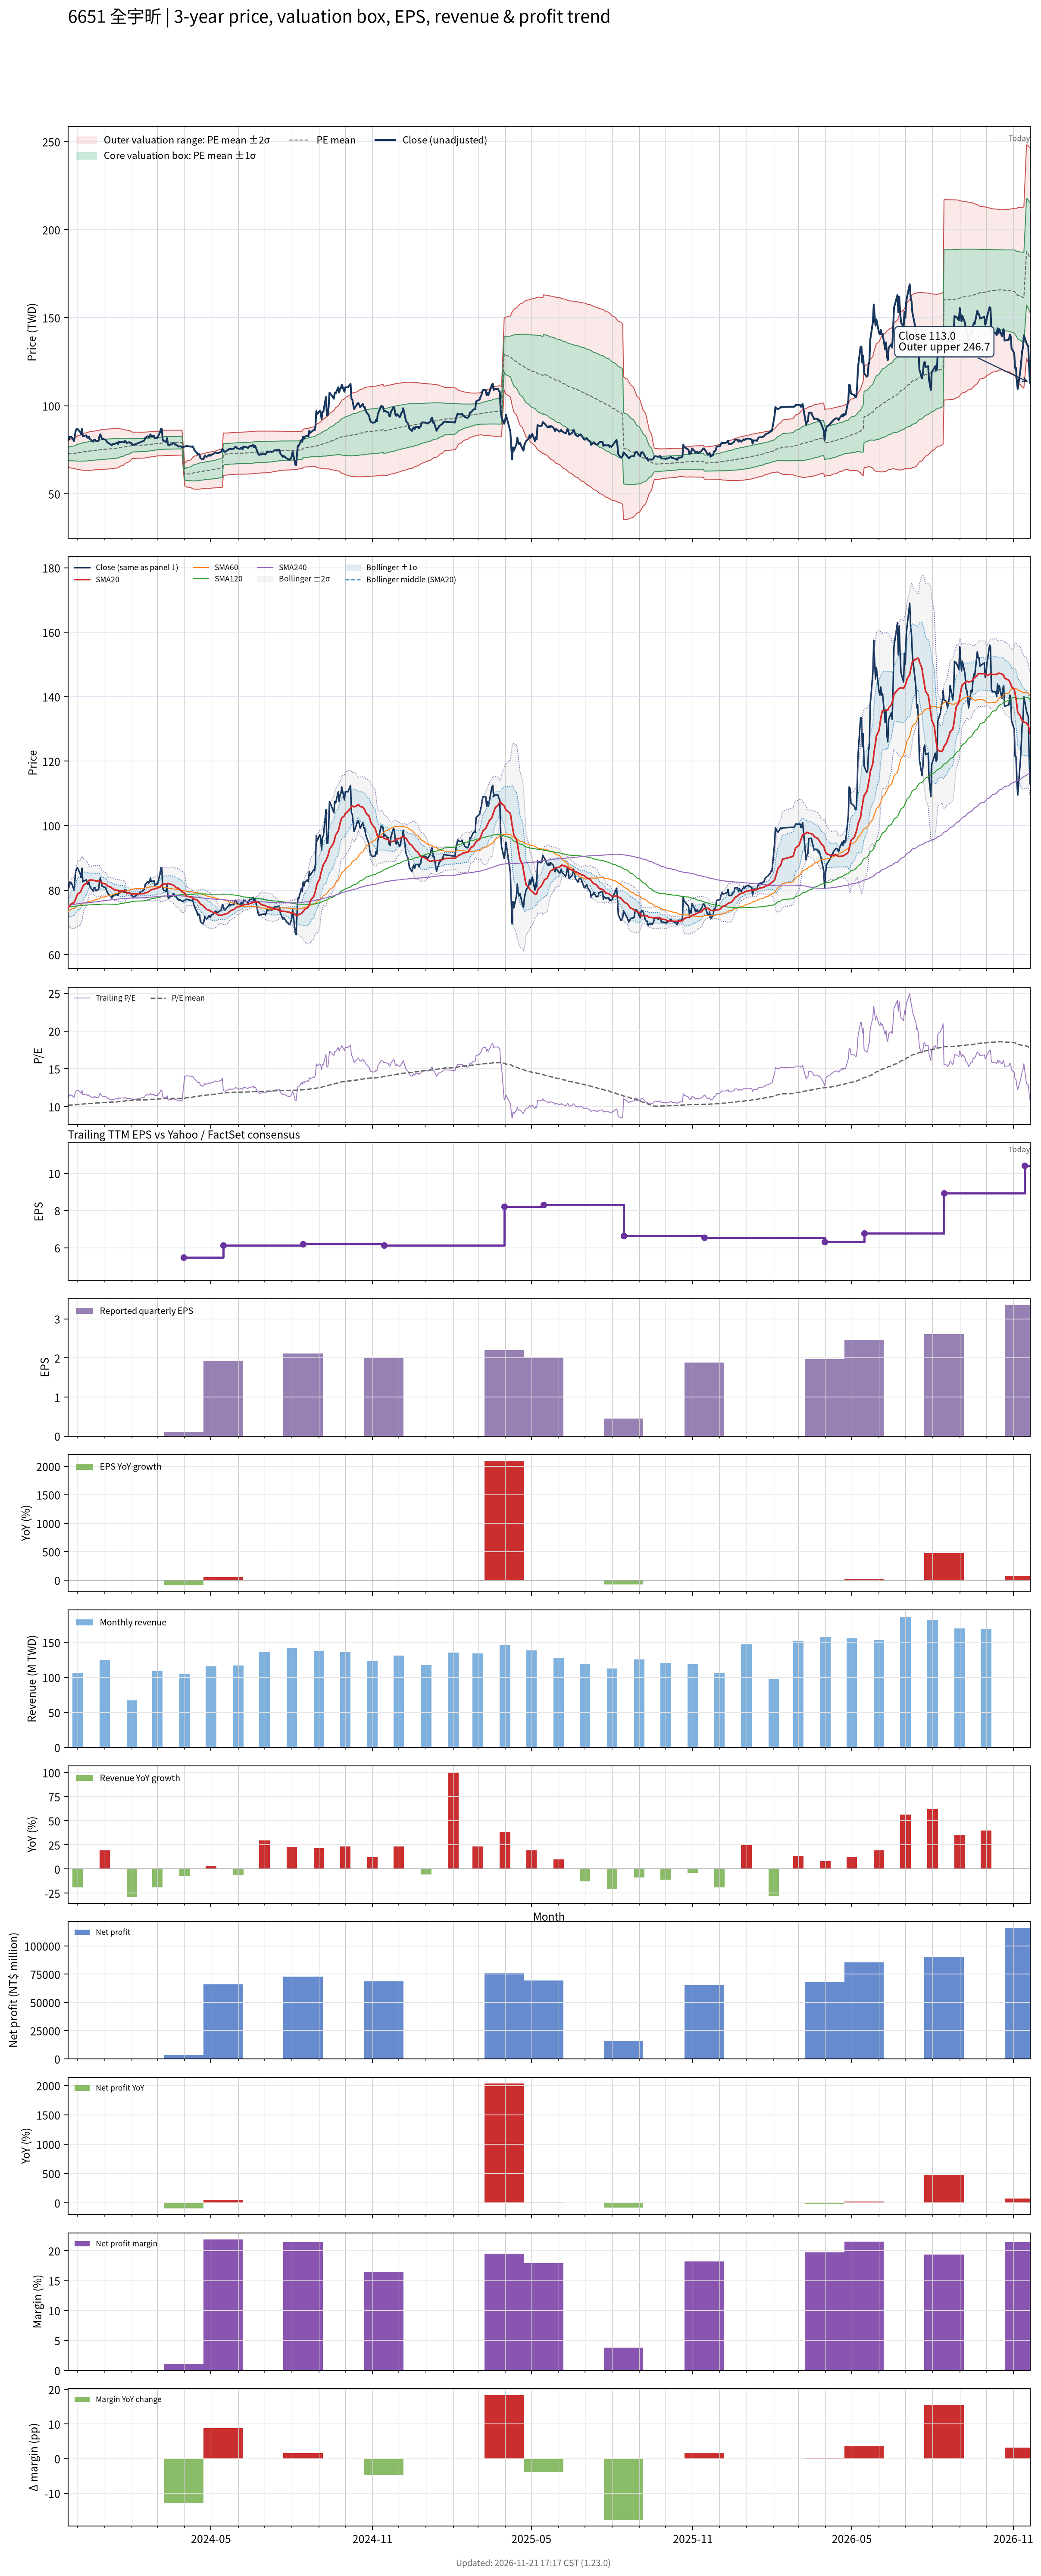 6651 全宇昕 | 3-year price, valuation box, EPS, revenue & profit trend
Outer valuation range: PE mean ±2σ
PE mean
Close (unadjusted)
Core valuation box: PE mean ±1σ
Today
Close 113.0
Outer upper 246.7
Price (TWD)
250
200
150
100
50
Close (same as panel 1)
SMA20
SMA60
SMA120
SMA240
Bollinger ±2σ
Bollinger ±1σ
Bollinger middle (SMA20)
Price
180
160
140
120
100
80
60
Trailing P/E
P/E mean
P/E
25
20
15
10
Trailing TTM EPS vs Yahoo / FactSet consensus
Today
EPS
10
8
6
Reported quarterly EPS
EPS
3
2
1
0
EPS YoY growth
YoY (%)
2000
1500
1000
500
0
Monthly revenue
Revenue (M TWD)
150
100
50
0
Revenue YoY growth
YoY (%)
100
75
50
25
0
-25
Month
Net profit
Net profit (NT$ million)
100000
75000
50000
25000
0
Net profit YoY
YoY (%)
2000
1500
1000
500
0
Net profit margin
Margin (%)
20
15
10
5
0
Margin YoY change
Δ margin (pp)
20
10
0
-10
2024-05
2024-11
2025-05
2025-11
2026-05
2026-11
Updated: 2026-11-21 17:17 CST (1.23.0)